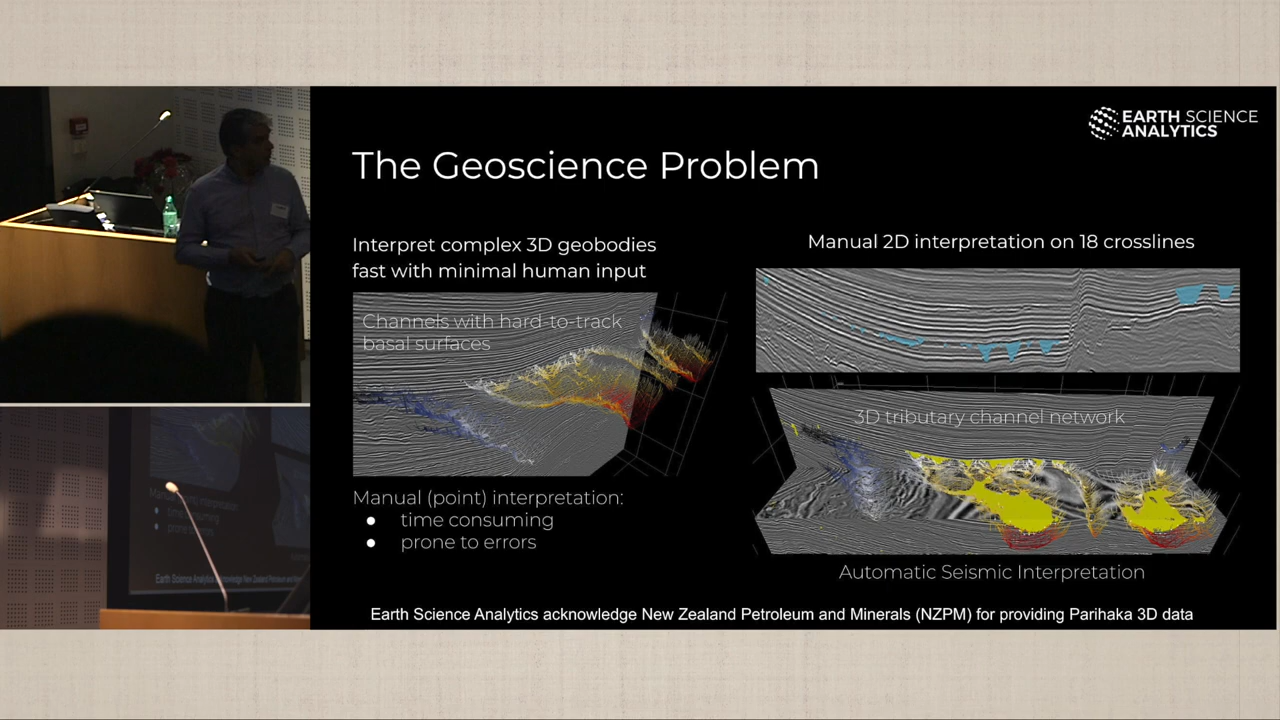 EARTH SCIENCE
ANALYTICS
The Geoscience Problem
Interpret complex 3D geobodies
fast with minimal human input
Channels with hard-to-track
basal surfaces
Manual (point) interpretation:
● time consuming
● prone to errors
Manual 2D interpretation on 18 crosslines
3D tributary channel network
Automatic Seismic Interpretation
Earth Science Analytics acknowledge New Zealand Petroleum and Minerals (NZPM) for providing Parihaka 3D data